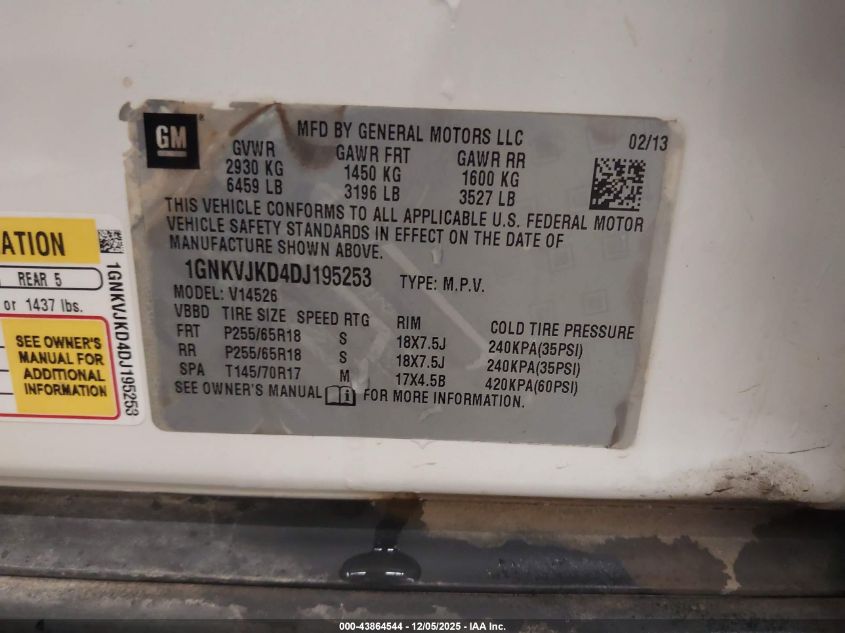 GM
MFD BY GENERAL MOTORS LLC
02/13
GVWR GAWR FRT GAWR RR
2930 KG 1450 KG 1600 KG
6459 LB 3196 LB 3527 LB
THIS VEHICLE CONFORMS TO ALL APPLICABLE U.S. FEDERAL MOTOR
VEHICLE SAFETY STANDARDS IN EFFECT ON THE DATE OF
MANUFACTURE SHOWN ABOVE.
1GNKVJKD4DJ195253 TYPE: M.P.V.
MODEL: V14526
VBBD TIRE SIZE SPEED RTG RIM COLD TIRE PRESSURE
FRT P255/65R18 S 18X7.5J 240KPA(35PSI)
RR P255/65R18 S 18X7.5J 240KPA(35PSI)
SPA T145/70R17 M 17X4.5B 420KPA(60PSI)
SEE OWNER'S MANUAL FOR MORE INFORMATION.
ATION
REAR 5
or 1437 lbs.
SEE OWNER'S
MANUAL FOR
ADDITIONAL
INFORMATION
1GNKVJKD4DJ195253
000-43864544 - 12/05/2025 - IAA Inc.